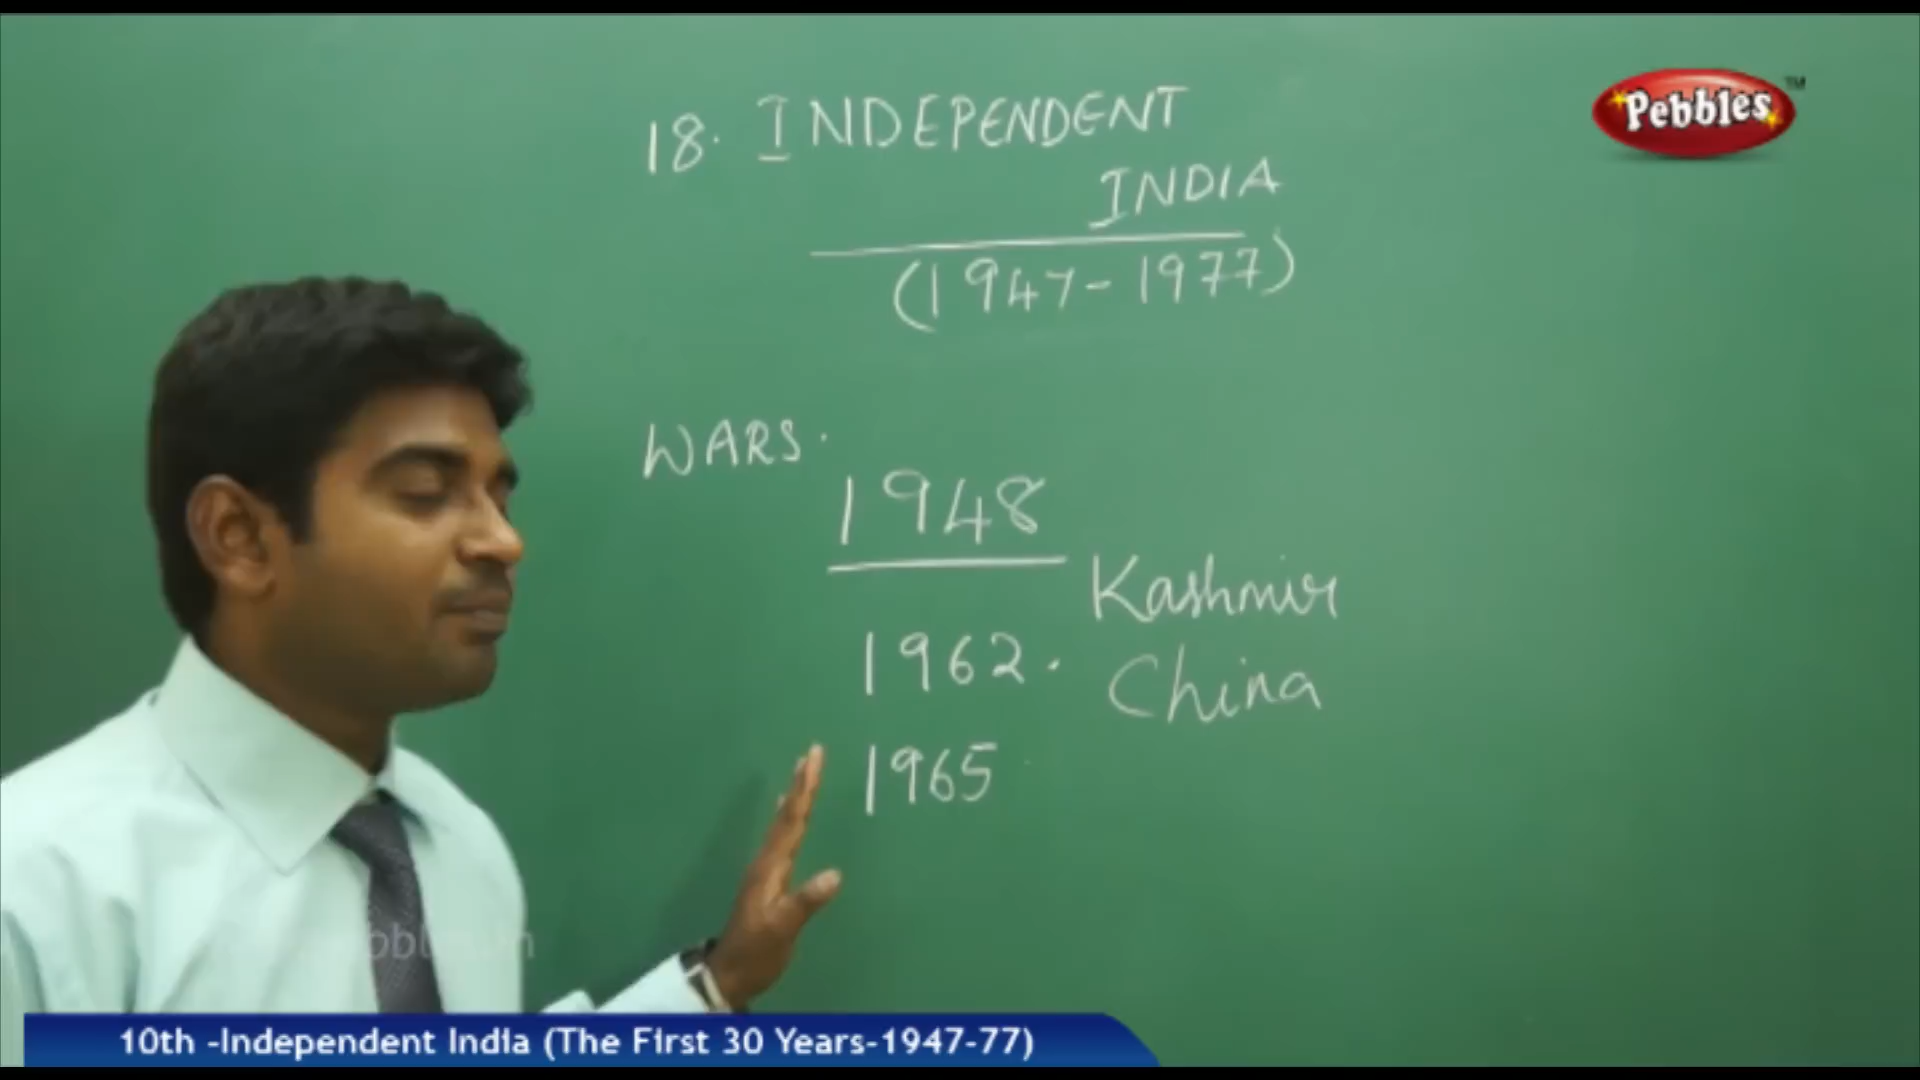 Pebbles™
18. INDEPENDENT
INDIA
(1947-1977)
WARS.
1948
Kashmir
1962. China
1965
10th -Independent India (The First 30 Years-1947-77)